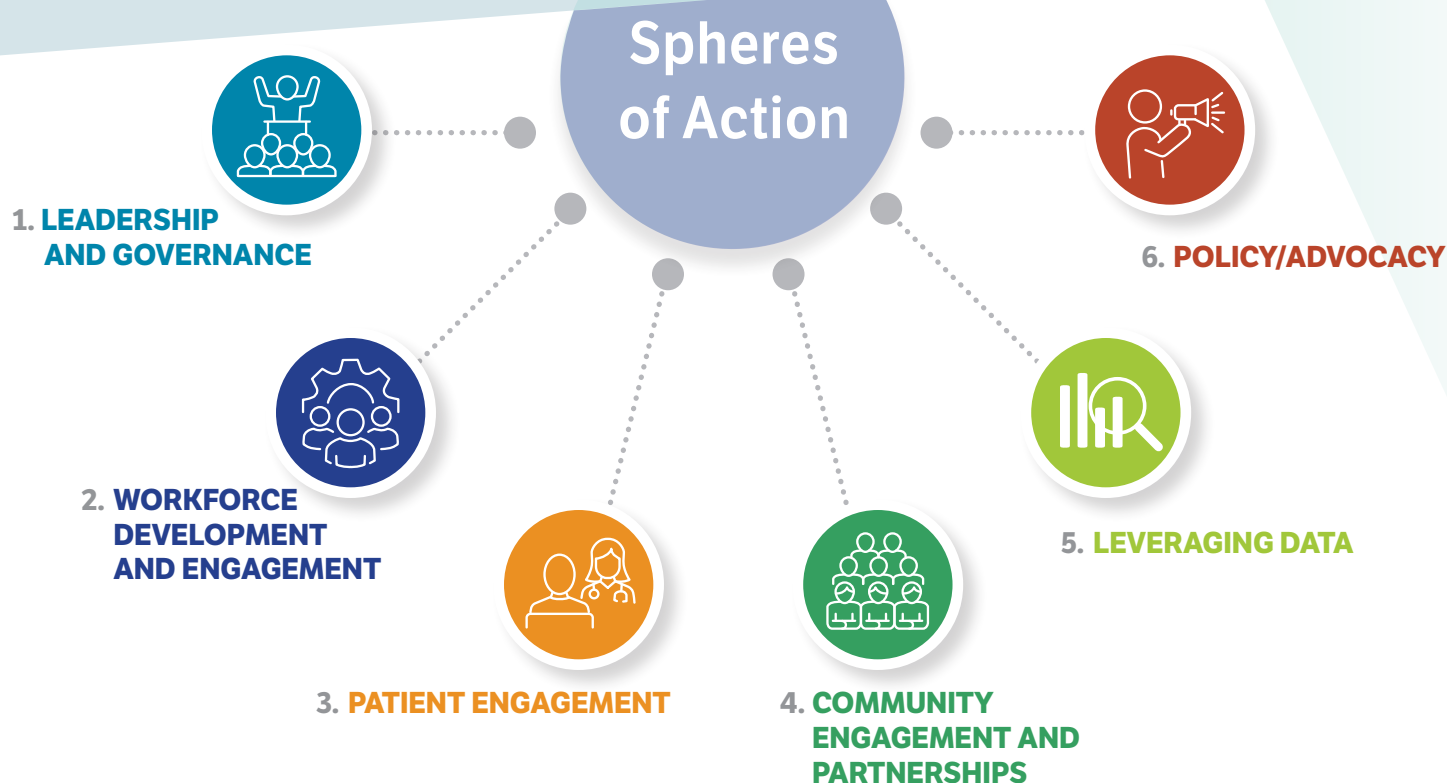 Spheres
of Action
1. LEADERSHIP
AND GOVERNANCE
2. WORKFORCE
DEVELOPMENT
AND ENGAGEMENT
3. PATIENT ENGAGEMENT
4. COMMUNITY
ENGAGEMENT AND
PARTNERSHIPS
5. LEVERAGING DATA
6. POLICY/ADVOCACY